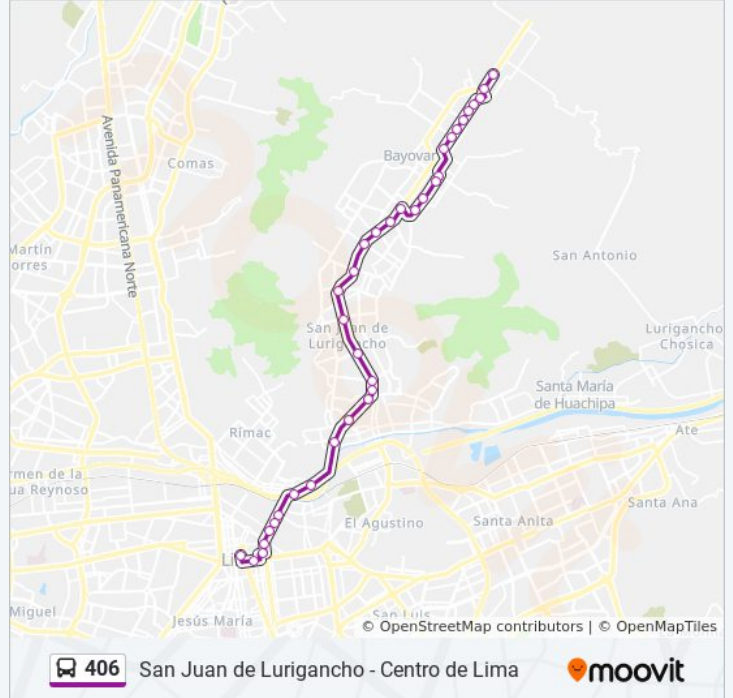 Comas
Bayovar
Avenida Panamericana Norte
Martín
orres
San Antonio
San Juan de
Lurigancho
Lurigancho
Chosica
Santa María
de Huachipa
Rímac
Ate
rmen de la
ua Reynoso
Santa Ana
El Agustino
Santa Anita
Li
Miguel
Jesús María
San Luis
© OpenStreetMap contributors | © OpenMapTiles
406 San Juan de Lurigancho - Centro de Lima moovit